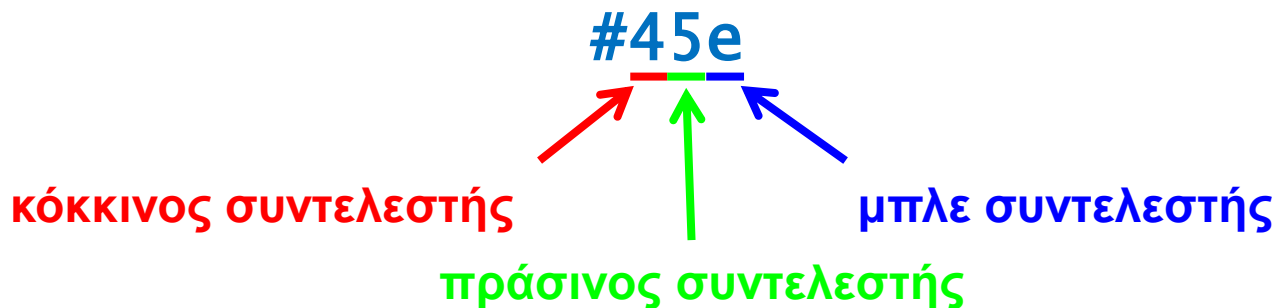 #45e
κόκκινος συντελεστής
μπλε συντελεστής
πράσινος συντελεστής